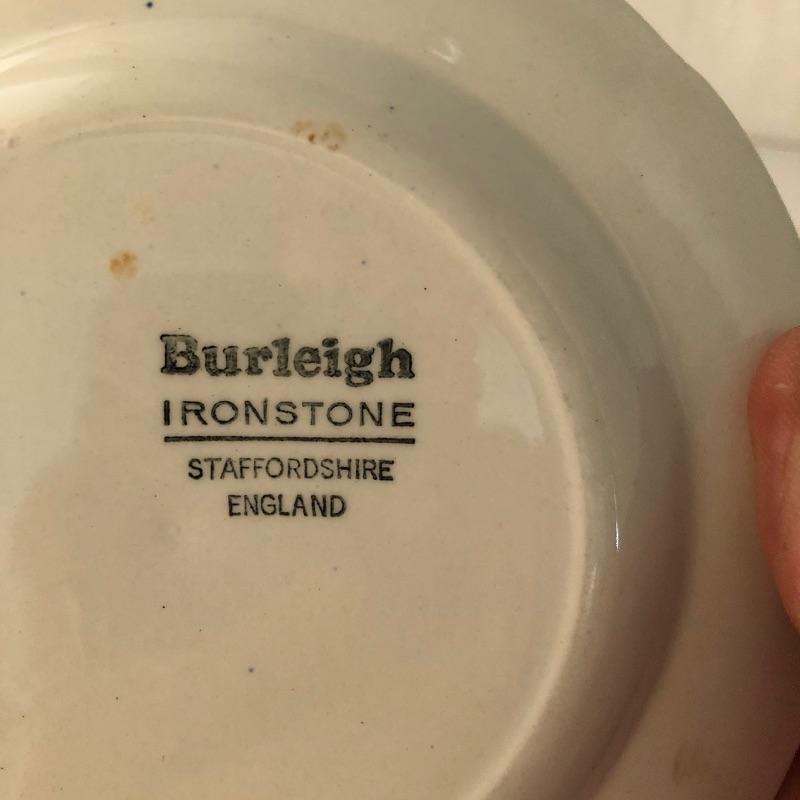 Burleigh
IRONSTONE
STAFFORDSHIRE
ENGLAND